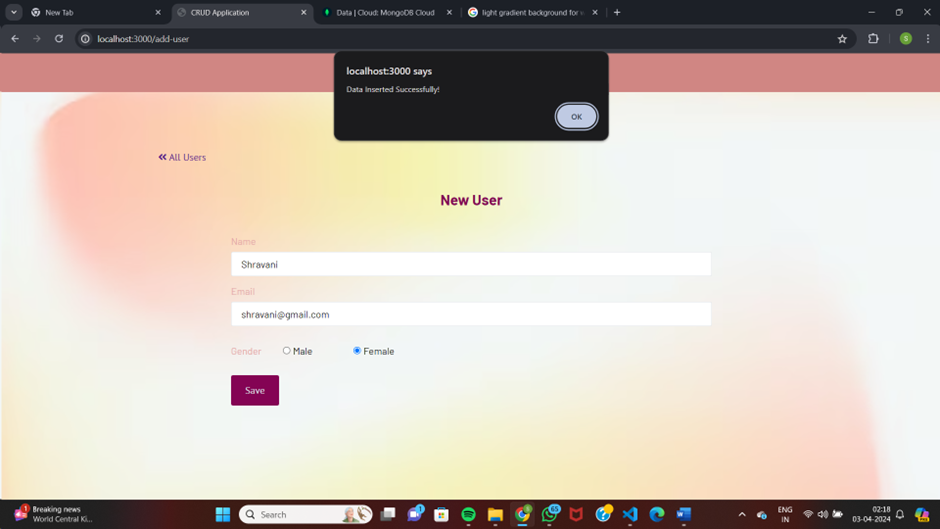 New Tab
CRUD Application
Data | Cloud: MongoDB Cloud
light gradient background for w
localhost:3000/add-user
S
localhost:3000 says
Data Inserted Successfully!
OK
All Users
New User
Name
Shravani
Email
shravani@gmail.com
Gender
Male
Female
Save
1
Breaking news
World Central Ki...
Search
1
ENG
IN
02:18
03-04-2024